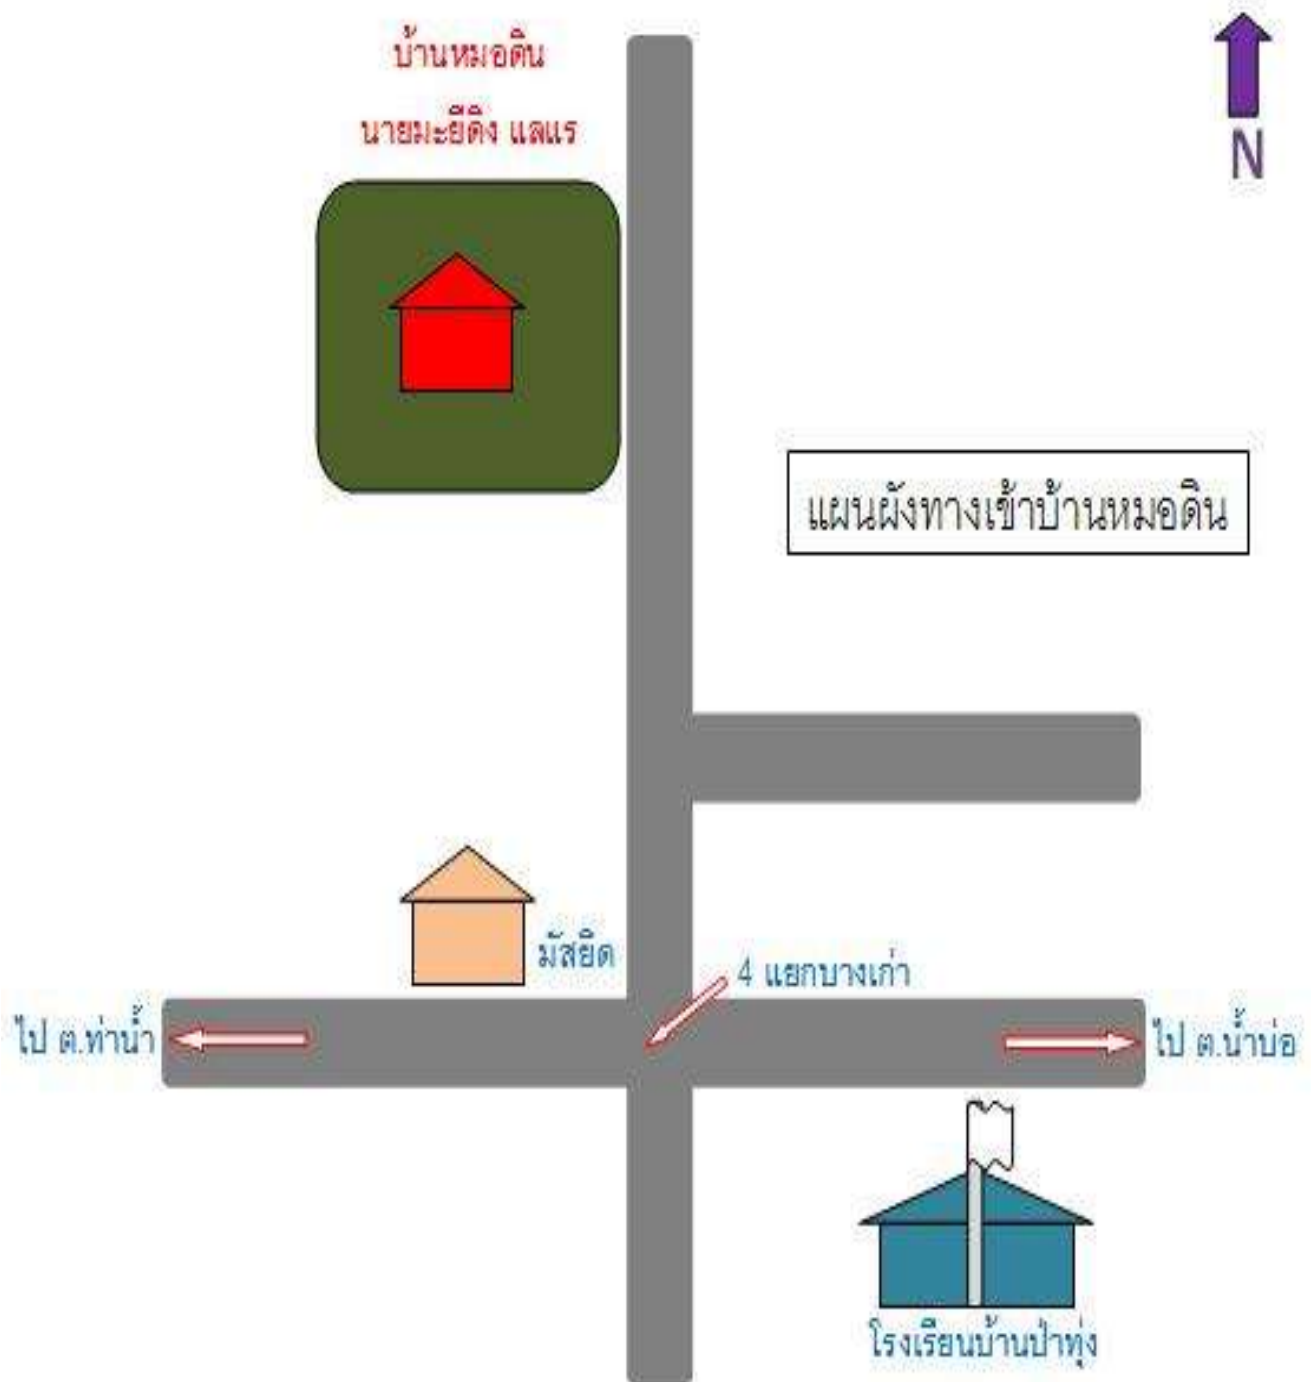 บ้านหมอดิน
นายมะยีดิง แลแร
N
แผนผังทางเข้าบ้านหมอดิน
มัสยิด
4 แยกบางเก่า
ไป ต.ท่าน้ำ
ไป ต.น้ำบ่อ
โรงเรียนบ้านป่าทุ่ง